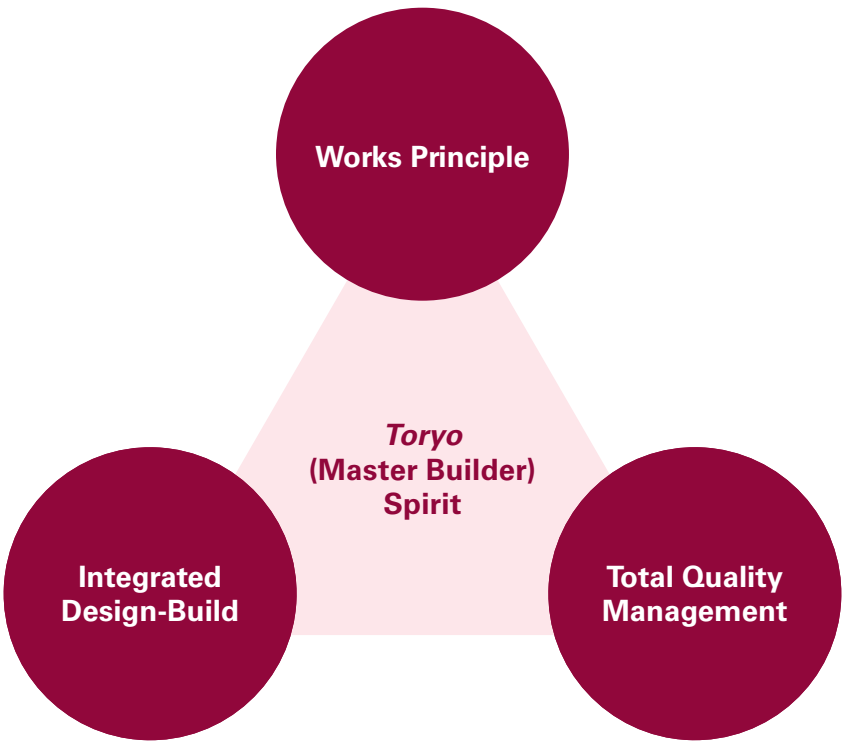 Works Principle
Toryo
(Master Builder)
Spirit
Integrated
Design-Build
Total Quality
Management